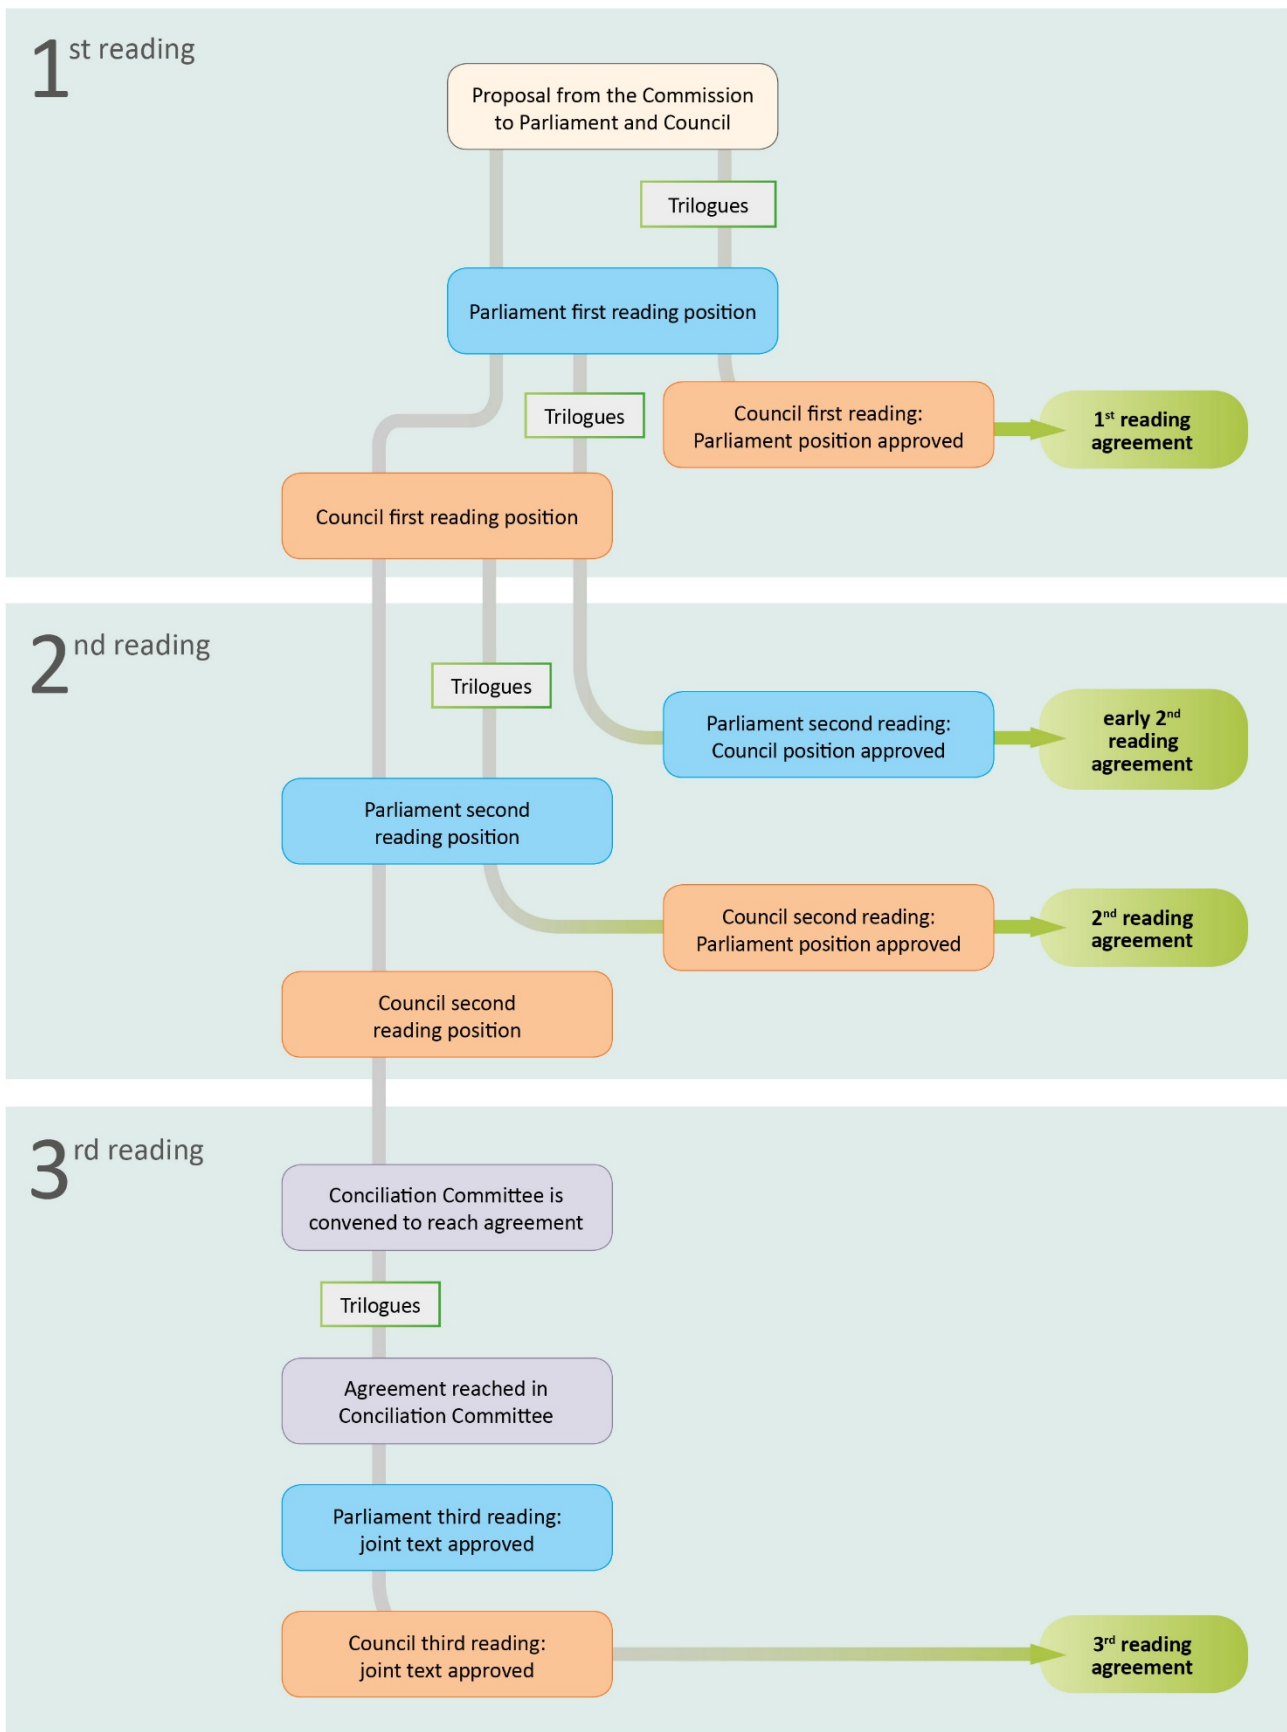 1st reading
Proposal from the Commission
to Parliament and Council
Trilogues
Parliament first reading position
Trilogues
Council first reading:
Parliament position approved
1st reading
agreement
Council first reading position
2nd reading
Trilogues
Parliament second reading:
Council position approved
early 2nd
reading
agreement
Parliament second
reading position
Council second reading:
Parliament position approved
2nd reading
agreement
Council second
reading position
3rd reading
Conciliation Committee is
convened to reach agreement
Trilogues
Agreement reached in
Conciliation Committee
Parliament third reading:
joint text approved
Council third reading:
joint text approved
3rd reading
agreement